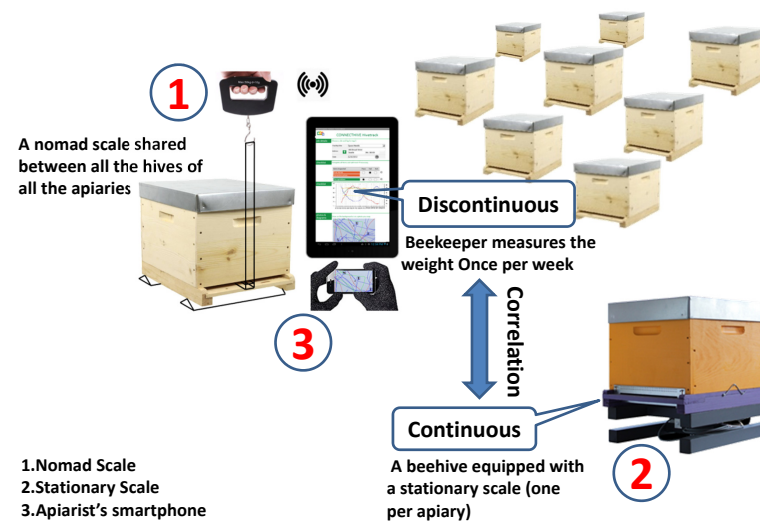 1
A nomad scale shared
between all the hives of
all the apiaries
Discontinuous
Beekeeper measures the
weight Once per week
Correlation
3
Continuous
A beehive equipped with
a stationary scale (one
per apiary)
2
1.Nomad Scale
2.Stationary Scale
3.Apiarist's smartphone